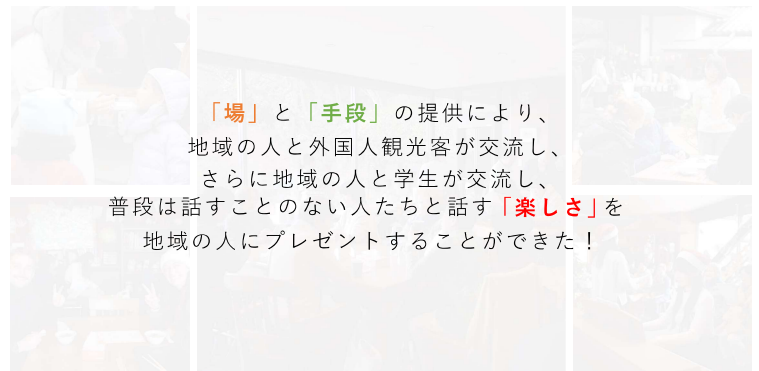 「場」と「手段」の提供により、
地域の人と外国人観光客が交流し、
さらに地域の人と学生が交流し、
普段は話すことのない人たちと話す「楽しさ」を
地域の人にプレゼントすることができた！